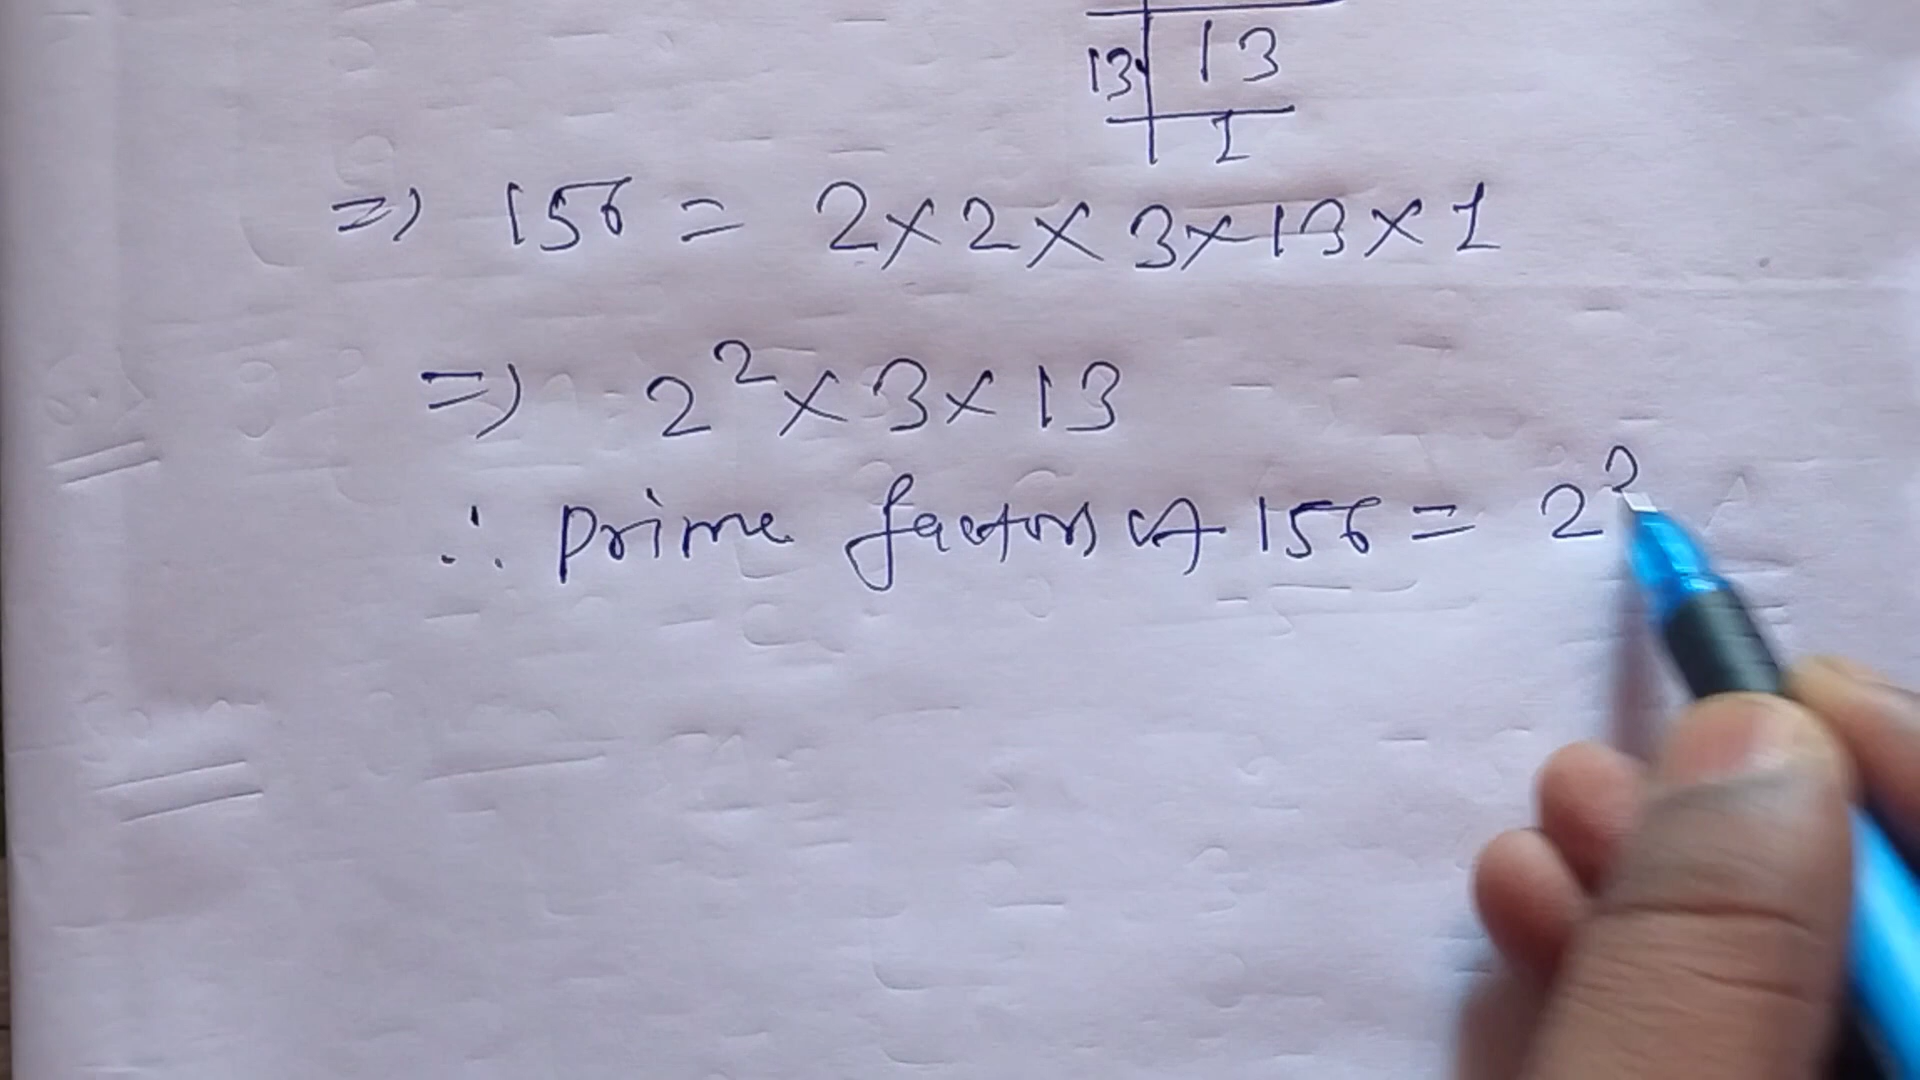 13 | 13
1
=) 156 = 2 × 2 × 3 × 13 × 1
=) 2² × 3 × 13
∴ prime factors of 156 = 2²